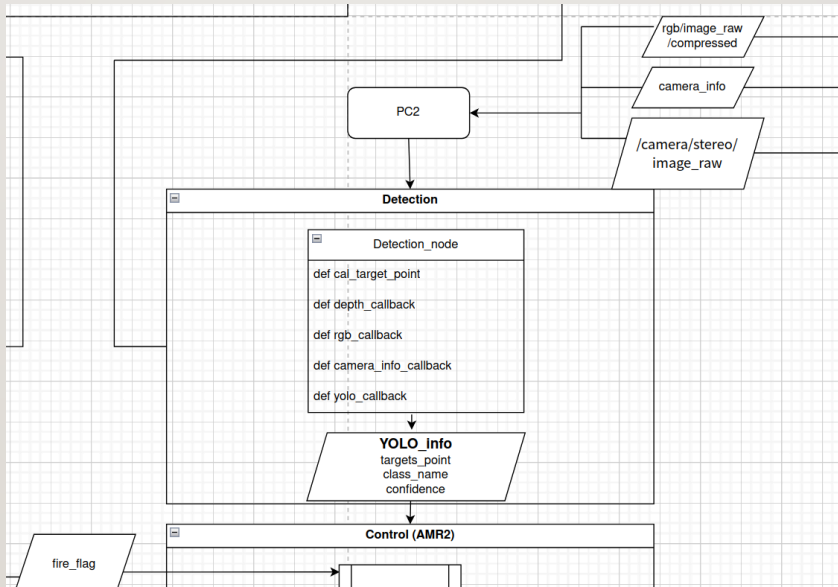 rgb/image_raw
/compressed
camera_info
PC2
/camera/stereo/
image_raw
Detection
Detection_node
def cal_target_point
def depth_callback
def rgb_callback
def camera_info_callback
def yolo_callback
YOLO_info
targets_point
class_name
confidence
Control (AMR2)
fire_flag